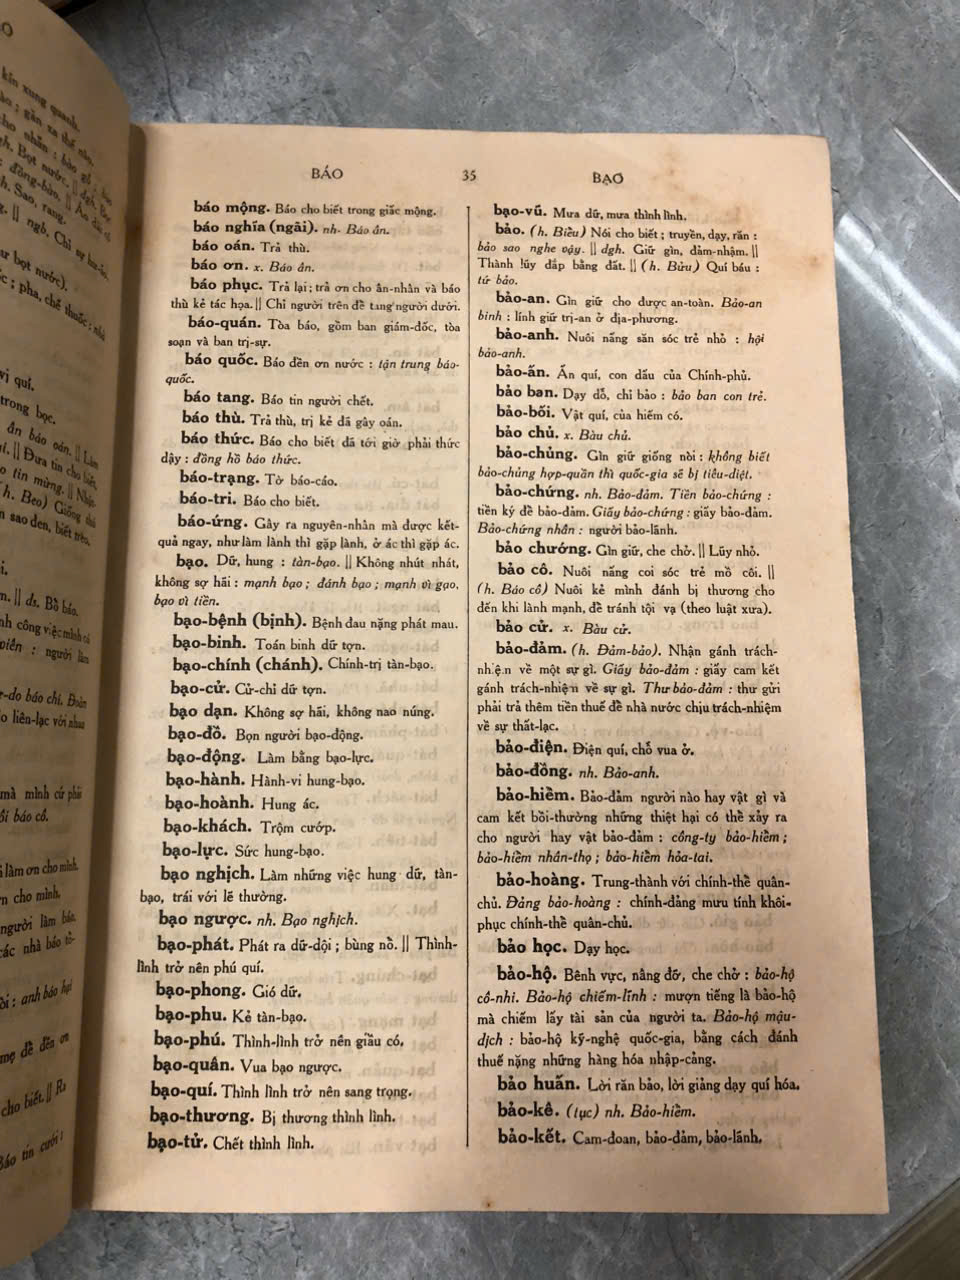 kín xung quanh.
BÁO 35 BẠO
báo mộng. Báo cho biết trong giấc mộng.
báo nghĩa (ngãi). nh. Báo ân.
báo oán. Trả thù.
báo ơn. x. Báo ân.
báo phục. Trả lại; trả ơn cho ân-nhân và báo
thù kẻ tác họa. || Chỉ người trên đề tang người dưới.
báo-quán. Tòa báo, gồm ban giám-đốc, tòa
soạn và ban trị-sự.
báo quốc. Báo đền ơn nước : tận trung báo-
quốc.
báo tang. Báo tin người chết.
báo thù. Trả thù, trị kẻ đã gây oán.
báo thức. Báo cho biết đã tới giờ phải thức
dậy : đồng hồ báo thức.
báo-trạng. Tờ báo-cáo.
báo-tri. Báo cho biết.
báo-ứng. Gây ra nguyên-nhân mà được kết-
quả ngay, như làm lành thì gặp lành, ở ác thì gặp ác.
bạo. Dữ, hung : tàn-bạo. || Không nhút nhát,
không sợ hãi : mạnh bạo ; đánh bạo ; mạnh vì gạo,
bạo vì tiền.
bạo-bệnh (bịnh). Bệnh đau nặng phát mau.
bạo-binh. Toán binh dữ tợn.
bạo-chính (chánh). Chính-trị tàn-bạo.
bạo-cử. Cử-chỉ dữ tợn.
bạo dạn. Không sợ hãi, không nao núng.
bạo-đồ. Bọn người bạo-động.
bạo-động. Làm bằng bạo-lực.
bạo-hành. Hành-vi hung-bạo.
bạo-hoành. Hung ác.
bạo-khách. Trộm cướp.
bạo-lực. Sức hung-bạo.
bạo nghịch. Làm những việc hung dữ, tàn-
bạo, trái với lẽ thường.
bạo ngược. nh. Bạo nghịch.
bạo-phát. Phát ra dữ-dội ; bùng nổ. || Thình-
lình trở nên phú quí.
bạo-phong. Gió dữ.
bạo-phu. Kẻ tàn-bạo.
bạo-phú. Thình-lình trở nên giầu có.
bạo-quân. Vua bạo ngược.
bạo-quí. Thình lình trở nên sang trọng.
bạo-thương. Bị thương thình lình.
bạo-tử. Chết thình lình.
bạo-vũ. Mưa dữ, mưa thình lình.
bảo. (h. Biểu) Nói cho biết ; truyền, dạy, răn :
bảo sao nghe vậy. || dgh. Giữ gìn, đảm-nhậm. ||
Thành lũy đắp bằng đất. || (h. Bửu) Quí báu :
tứ bảo.
bảo-an. Gìn giữ cho được an-toàn. Bảo-an
binh : lính giữ trị-an ở địa-phương.
bảo-anh. Nuôi nấng săn sóc trẻ nhỏ : hội
bảo-anh.
bảo-ấn. Ấn quí, con dấu của Chính-phủ.
bảo ban. Dạy dỗ, chỉ bảo : bảo ban con trẻ.
bảo-bối. Vật quí, của hiếm có.
bảo chủ. x. Bàu chủ.
bảo-chủng. Gìn giữ giống nòi : không biết
bảo-chủng hợp-quần thì quốc-gia sẽ bị tiêu-diệt.
bảo-chứng. nh. Bảo-đảm. Tiền bảo-chứng :
tiền ký để bảo-đảm. Giấy bảo-chứng : giấy bảo-đảm.
Bảo-chứng nhân : người bảo-lãnh.
bảo chướng. Gìn giữ, che chở. || Lũy nhỏ.
bảo cô. Nuôi nấng coi sóc trẻ mồ côi. ||
(h. Báo cô) Nuôi kẻ mình đánh bị thương cho
đến khi lành mạnh, để tránh tội vạ (theo luật xưa).
bảo cử. x. Bàu cử.
bảo-đảm. (h. Đảm-bảo). Nhận gánh trách-
nhiệm về một sự gì. Giấy bảo-đảm : giấy cam kết
gánh trách-nhiệm về sự gì. Thư bảo-đảm : thư gửi
phải trả thêm tiền thuế để nhà nước chịu trách-nhiệm
về sự thất-lạc.
bảo-điện. Điện quí, chỗ vua ở.
bảo-đồng. nh. Bảo-anh.
bảo-hiểm. Bảo-đảm người nào hay vật gì và
cam kết bồi-thường những thiệt hại có thể xảy ra
cho người hay vật bảo-đảm : công-ty bảo-hiểm ;
bảo-hiểm nhân-thọ ; bảo-hiểm hỏa-tai.
bảo-hoàng. Trung-thành với chính-thể quân-
chủ. Đảng bảo-hoàng : chính-đảng mưu tính khôi-
phục chính-thể quân-chủ.
bảo học. Dạy học.
bảo-hộ. Bênh vực, nâng đỡ, che chở : bảo-hộ
cô-nhi. Bảo-hộ chiếm-lĩnh : mượn tiếng là bảo-hộ
mà chiếm lấy tài sản của người ta. Bảo-hộ mậu-
dịch : bảo-hộ kỹ-nghệ quốc-gia, bằng cách đánh
thuế nặng những hàng hóa nhập-cảng.
bảo huấn. Lời răn bảo, lời giảng dạy quí hóa.
bảo-kê. (tục) nh. Bảo-hiểm.
bảo-kết. Cam-đoan, bảo-đảm, bảo-lãnh.